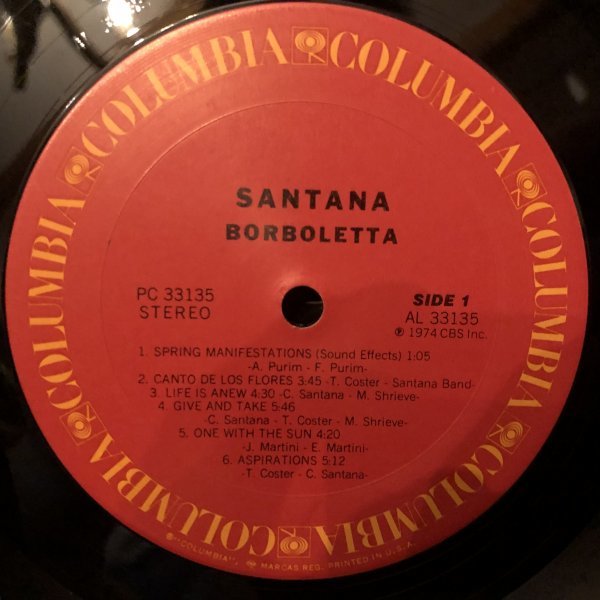 COLUMBIA COLUMBIA COLUMBIA COLUMBIA COLUMBIA COLUMBIA COLUMBIA
SANTANA
BORBOLETTA
PC 33135
STEREO
SIDE 1
AL 33135
℗ 1974 CBS Inc.
1. SPRING MANIFESTATIONS (Sound Effects) 1:05
-A. Purim - F. Purim-
2. CANTO DE LOS FLORES 3:45 -T. Coster - Santana Band-
3. LIFE IS ANEW 4:30 -C. Santana - M. Shrieve-
4. GIVE AND TAKE 5:46
-C. Santana - T. Coster - M. Shrieve-
5. ONE WITH THE SUN 4:20
-J. Martini - E. Martini-
6. ASPIRATIONS 5:12
-T. Coster - C. Santana-
®"COLUMBIA", MARCAS REG. PRINTED IN U.S.A.